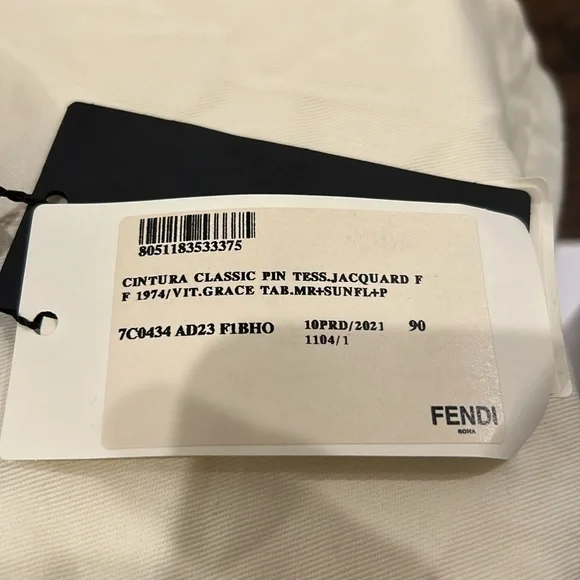 8051183533375
CINTURA CLASSIC PIN TESS.JACQUARD F
F 1974/VIT.GRACE TAB.MR+SUNFL+P
7C0434 AD23 F1BHO 10PRD/2021 90
1104/1
FENDI
ROMA